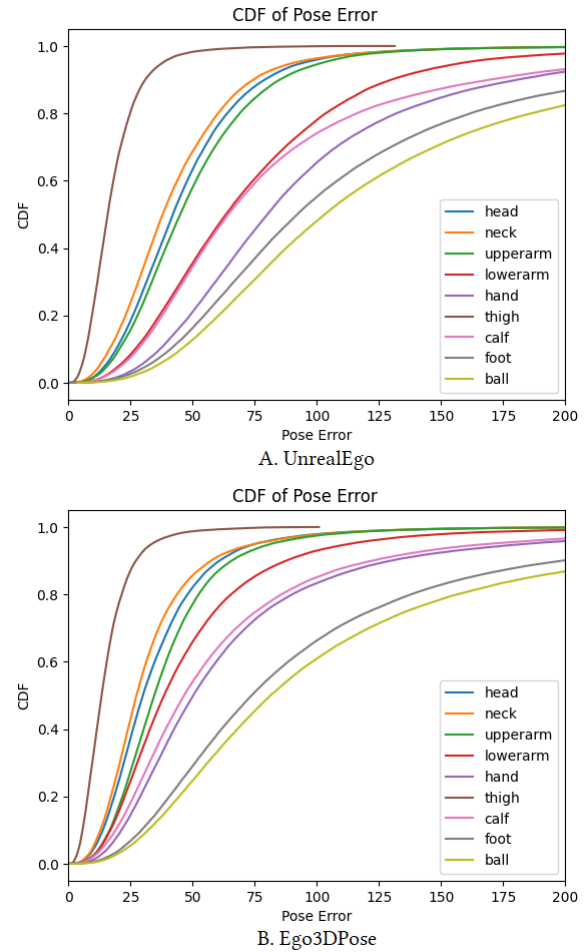 CDF of Pose Error
1.0
0.8
0.6
0.4
0.2
0.0
CDF
head
neck
upperarm
lowerarm
hand
thigh
calf
foot
ball
0 25 50 75 100 125 150 175 200
Pose Error
A. UnrealEgo
CDF of Pose Error
1.0
0.8
0.6
0.4
0.2
0.0
CDF
head
neck
upperarm
lowerarm
hand
thigh
calf
foot
ball
0 25 50 75 100 125 150 175 200
Pose Error
B. Ego3DPose